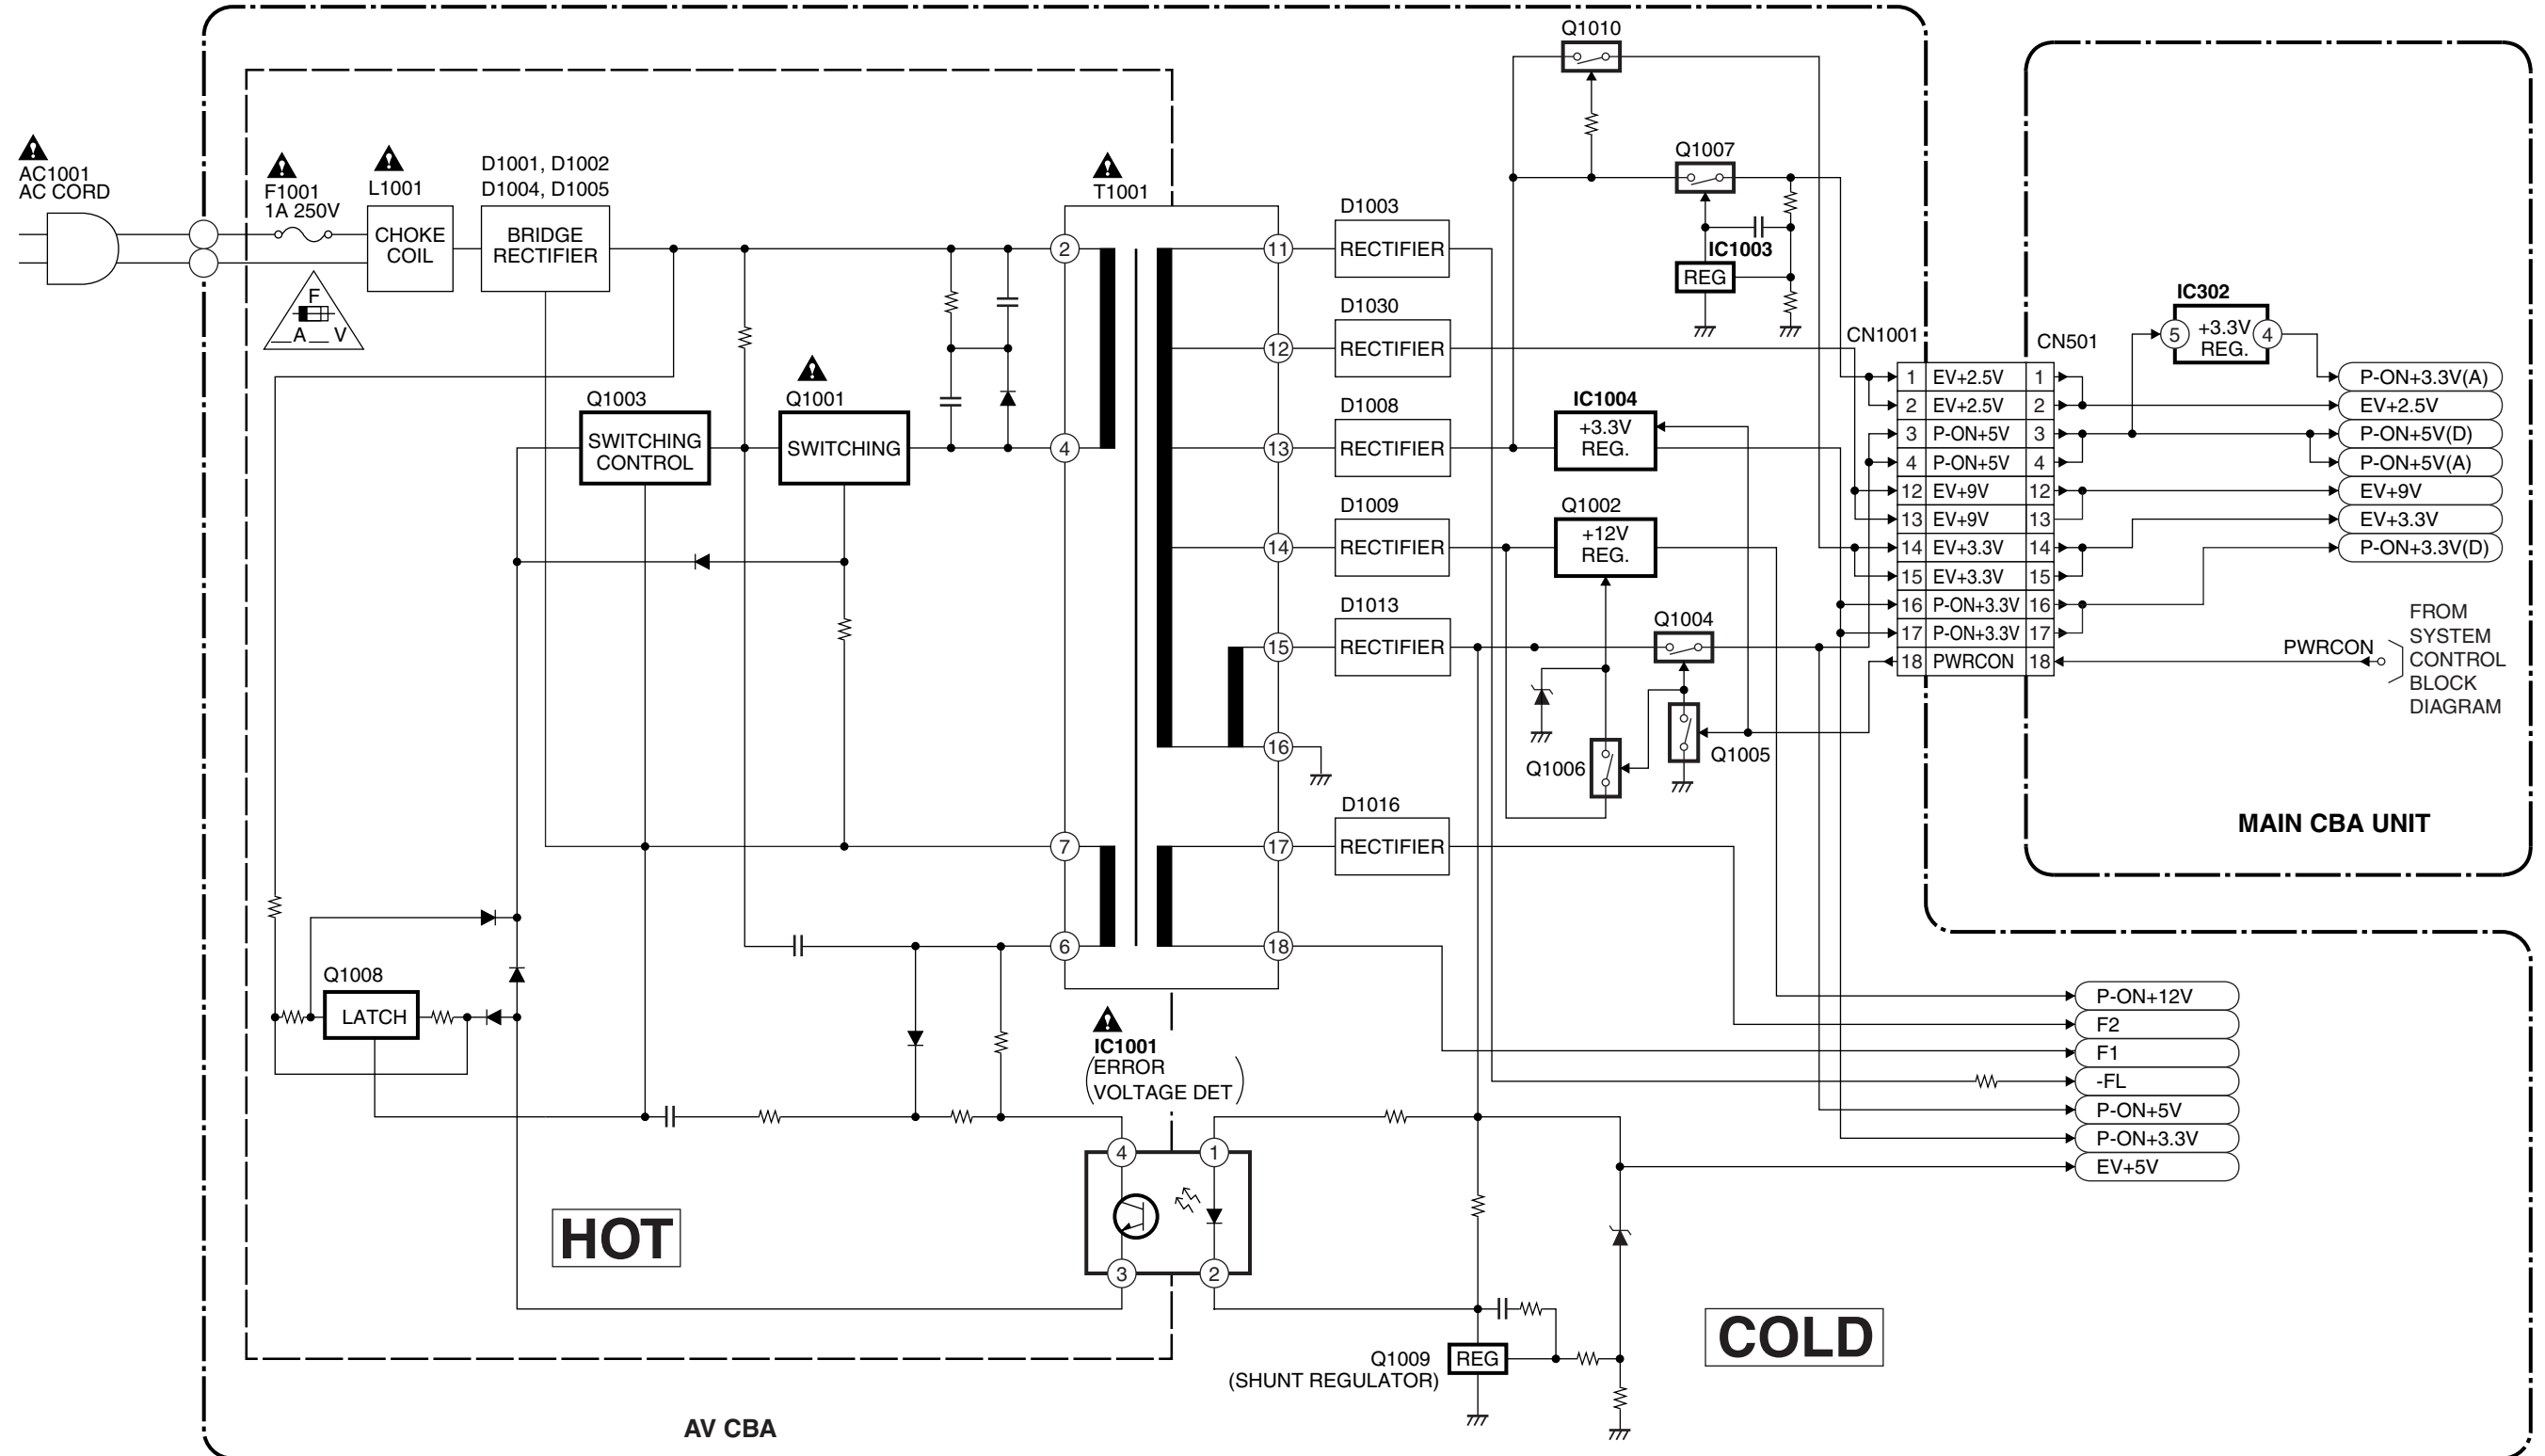 AC1001
AC CORD
F1001
1A 250V
F
A V
L1001
CHOKE
COIL
D1001, D1002
D1004, D1005
BRIDGE
RECTIFIER
Q1003
SWITCHING
CONTROL
Q1001
SWITCHING
T1001
2
4
7
6
11
12
13
14
15
16
17
18
D1003
RECTIFIER
D1030
RECTIFIER
D1008
RECTIFIER
D1009
RECTIFIER
D1013
RECTIFIER
D1016
RECTIFIER
Q1010
Q1007
IC1003
REG
IC1004
+3.3V
REG.
Q1002
+12V
REG.
Q1004
Q1005
Q1006
CN1001
CN501
1 EV+2.5V 1
2 EV+2.5V 2
3 P-ON+5V 3
4 P-ON+5V 4
12 EV+9V 12
13 EV+9V 13
14 EV+3.3V 14
15 EV+3.3V 15
16 P-ON+3.3V 16
17 P-ON+3.3V 17
18 PWRCON 18
IC302
5 +3.3V 4
REG.
P-ON+3.3V(A)
EV+2.5V
P-ON+5V(D)
P-ON+5V(A)
EV+9V
EV+3.3V
P-ON+3.3V(D)
PWRCON
FROM
SYSTEM
CONTROL
BLOCK
DIAGRAM
MAIN CBA UNIT
Q1008
LATCH
IC1001
ERROR
VOLTAGE DET
4
1
3
2
P-ON+12V
F2
F1
-FL
P-ON+5V
P-ON+3.3V
EV+5V
HOT
COLD
Q1009
(SHUNT REGULATOR)
REG
AV CBA